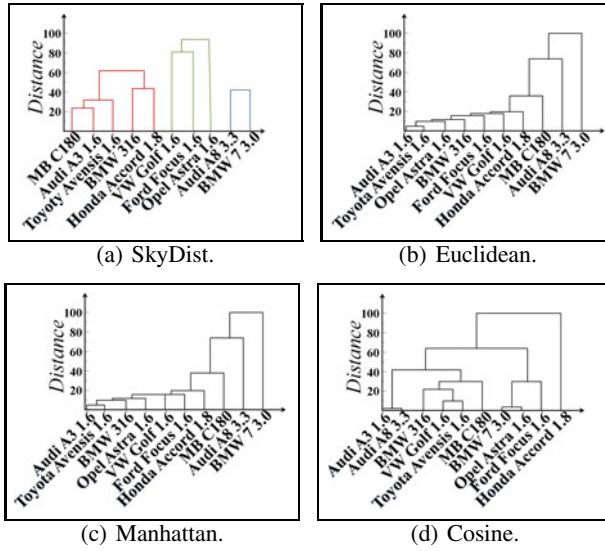 Distance
100
80
60
40
20
MB C180
Audi A3 1.6
Toyoty Avensis 1.6
BMW 316
Honda Accord 1.8
VW Golf 1.6
Ford Focus 1.6
Opel Astra 1.6
Audi A8 3.3
BMW 7 3.0
(a) SkyDist.
Distance
100
80
60
40
20
Audi A3 1.6
Toyota Avensis 1.6
Opel Astra 1.6
BMW 316
Ford Focus 1.6
VW Golf 1.6
Honda Accord 1.8
MB C180
Audi A8 3.3
BMW 7 3.0
(b) Euclidean.
Distance
100
80
60
40
20
Audi A3 1.6
Toyota Avensis 1.6
BMW 316
Opel Astra 1.6
VW Golf 1.6
Ford Focus 1.6
Honda Accord 1.8
MB C180
Audi A8 3.3
BMW 7 3.0
(c) Manhattan.
Distance
100
80
60
40
20
Audi A3 1.6
Audi A8 3.3
BMW 316
VW Golf 1.6
Toyota Avensis 1.6
MB C180
BMW 7 3.0
Opel Astra 1.6
Ford Focus 1.6
Honda Accord 1.8
(d) Cosine.